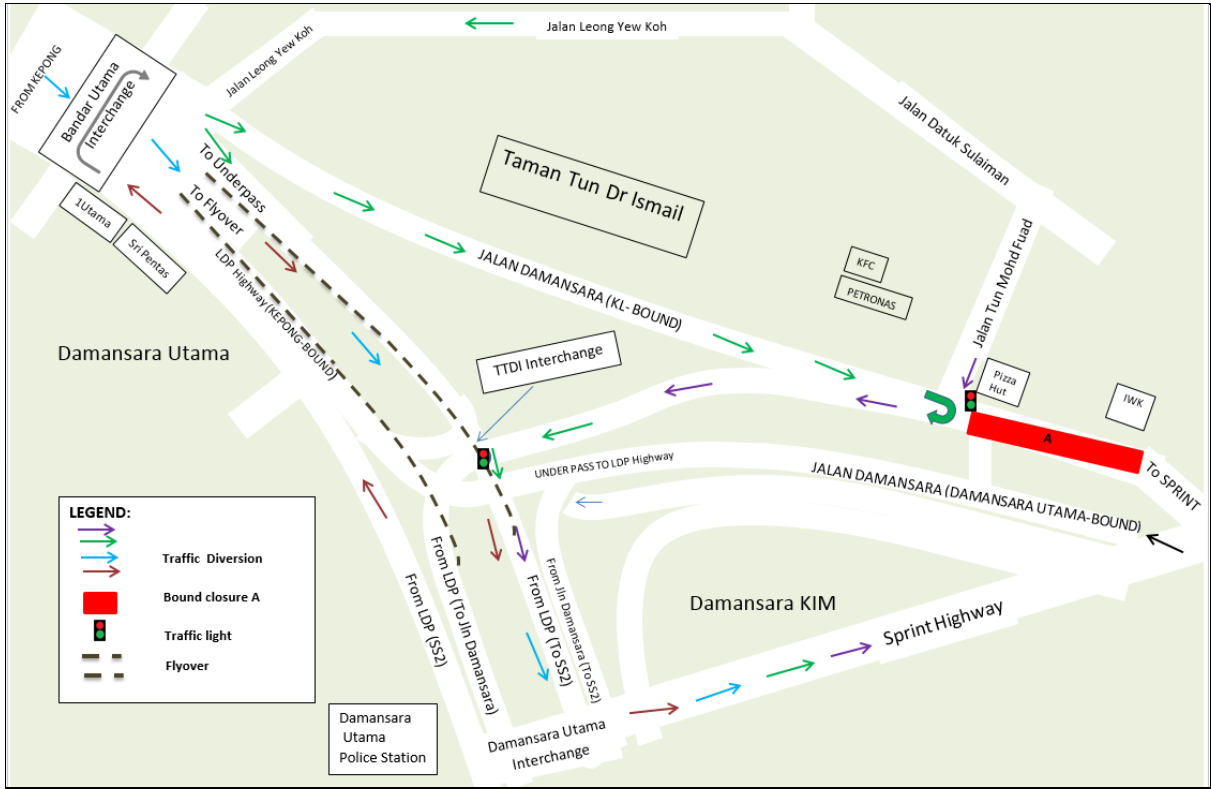 Jalan Leong Yew Koh
Jalan Leong Yew Koh
FROM KEPONG
Bandar Utama
Interchange
Jalan Datuk Sulaiman
To Underpass
To Flyover
Taman Tun Dr Ismail
1Utama
Sri Pentas
LDP Highway (KEPONG-BOUND)
JALAN DAMANSARA (KL- BOUND)
KFC
PETRONAS
Jalan Tun Mohd Fuad
Damansara Utama
TTDI Interchange
Pizza
Hut
IWK
A
To SPRINT
UNDER PASS TO LDP Highway
JALAN DAMANSARA (DAMANSARA UTAMA-BOUND)
LEGEND:
Traffic Diversion
Bound closure A
Traffic light
Flyover
From LDP (SS2)
From LDP (To Jln Damansara)
From LDP (To SS2)
From Jln Damansara (To SS2)
Damansara KIM
Sprint Highway
Damansara
Utama
Police Station
Damansara Utama
Interchange